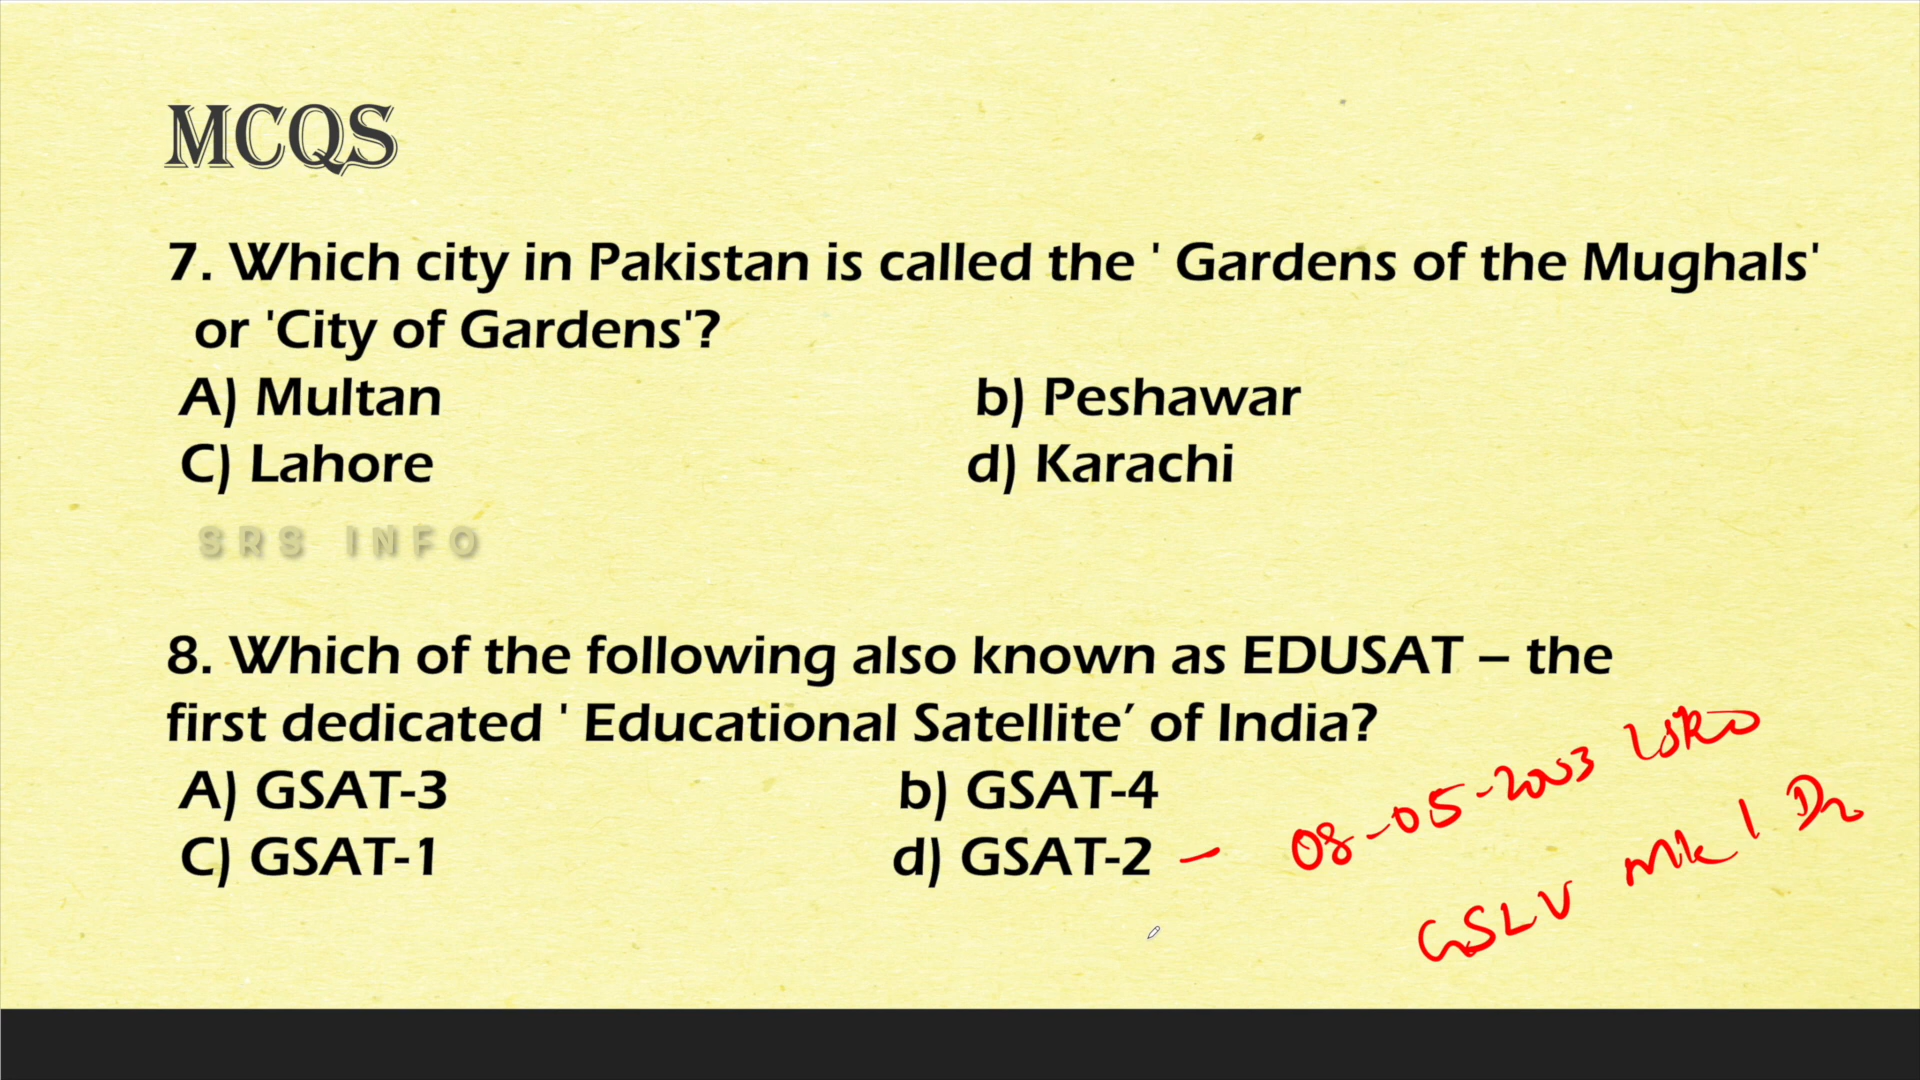 MCQS
7. Which city in Pakistan is called the ' Gardens of the Mughals'
or 'City of Gardens'?
A) Multan b) Peshawar
C) Lahore d) Karachi
SRS INFO
8. Which of the following also known as EDUSAT – the
first dedicated ' Educational Satellite′ of India?
A) GSAT-3 b) GSAT-4
C) GSAT-1 d) GSAT-2 – 08-05-2003 ISRO
GSLV Mk 1 D2